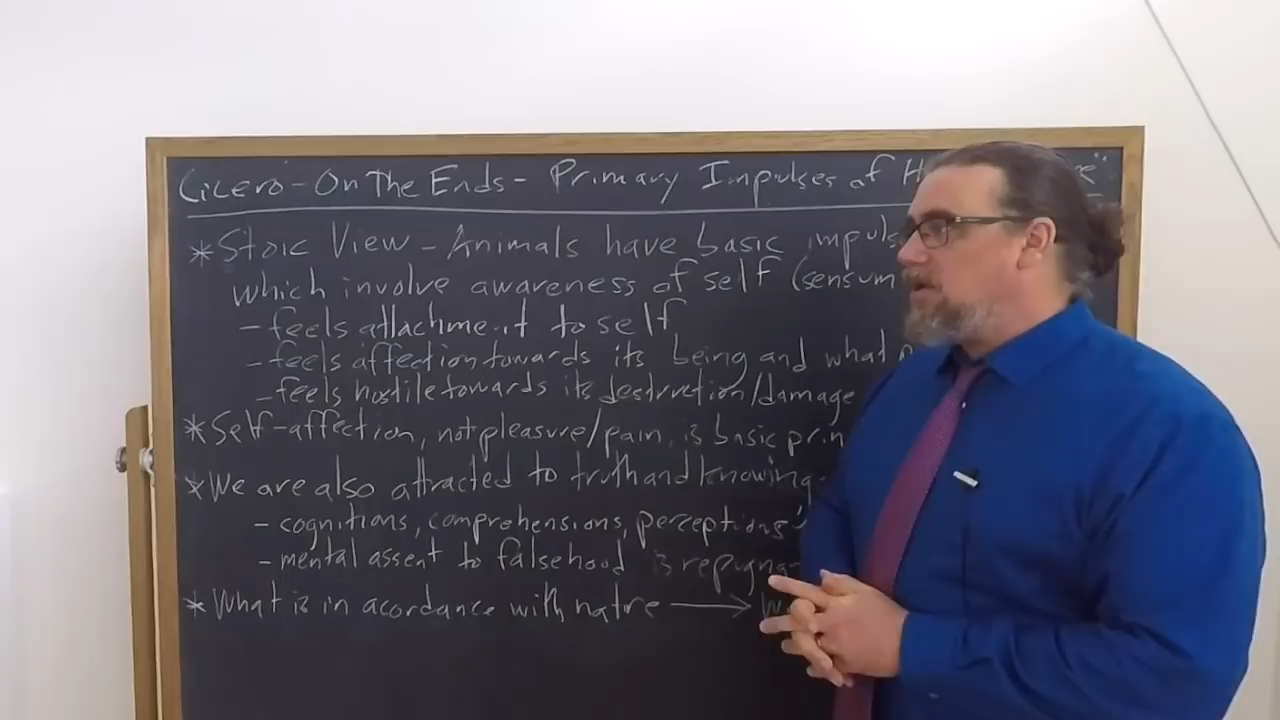 Cicero - On The Ends - Primary Impulses of
* Stoic View - Animals have basic impuls
which involve awareness of self (sensum
- feels attachment to self
- feels affection towards its being and what
- feels hostile towards its destruction/damage
* Self-affection, not pleasure/pain, is basic prin
* We are also attracted to truth and knowing
- cognitions, comprehensions, perceptions
- mental assent to falsehood is repugna
* What is in acordance with natre →